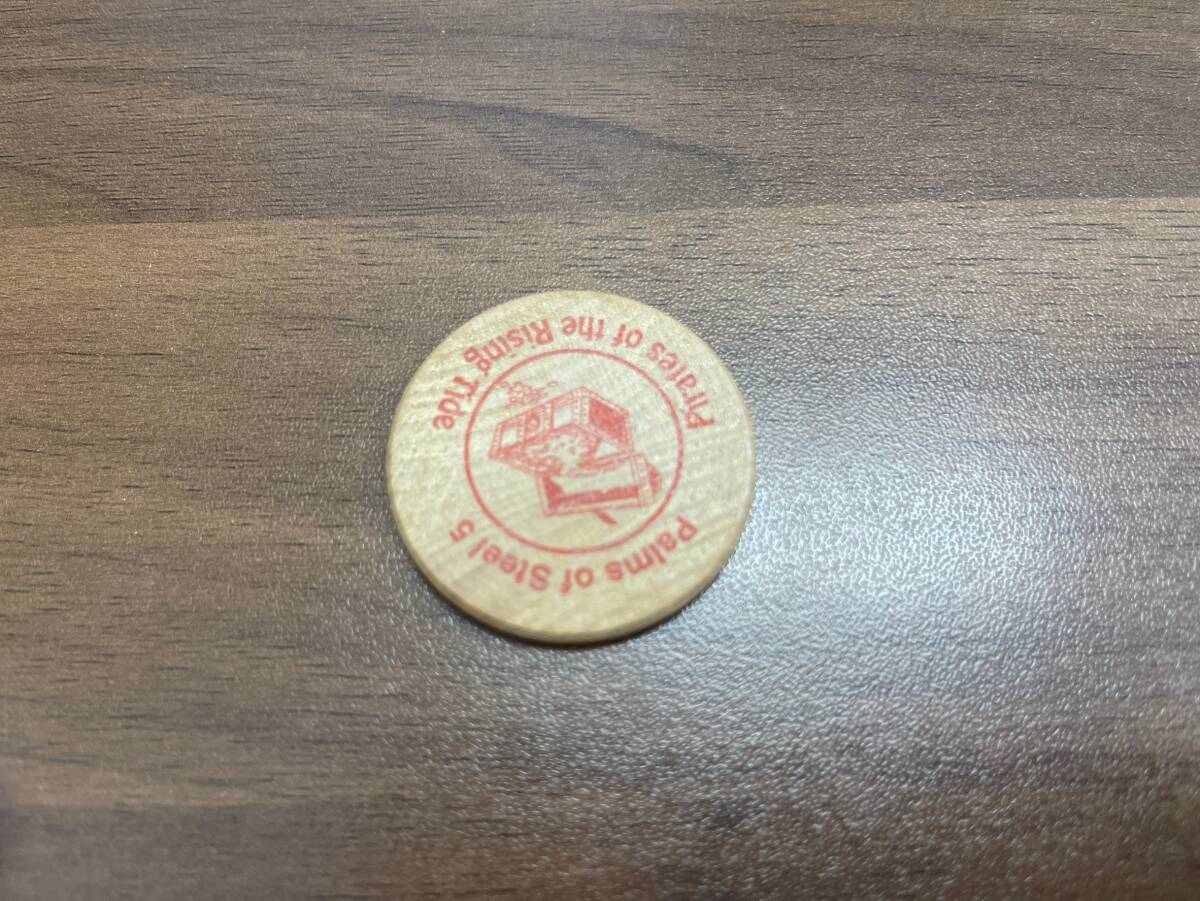 Palms of Steel 5
Pirates of the Rising Tide